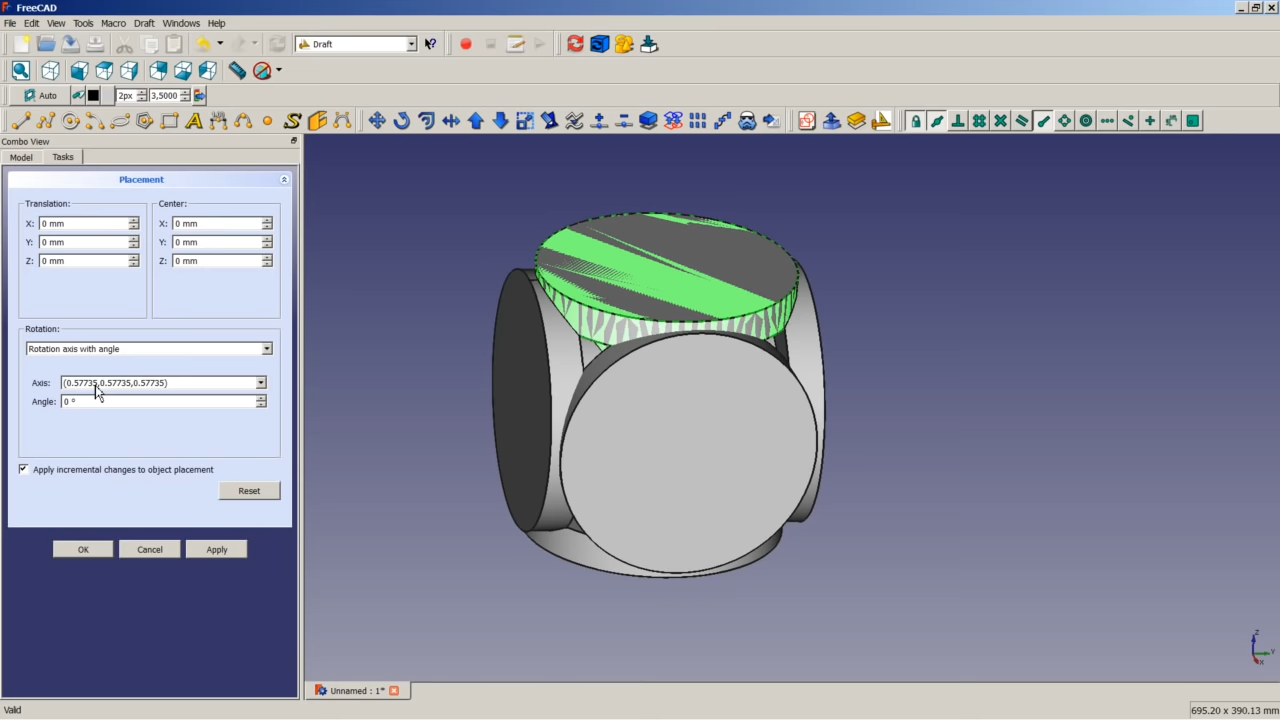 FreeCAD
File Edit View Tools Macro Draft Windows Help
Draft
Auto 2px 3,5000
Combo View
Model Tasks
Placement
Translation: Center:
X: 0 mm X: 0 mm
Y: 0 mm Y: 0 mm
Z: 0 mm Z: 0 mm
Rotation:
Rotation axis with angle
Axis: (0.57735,0.57735,0.57735)
Angle: 0 °
Apply incremental changes to object placement
Reset
OK Cancel Apply
Z
Y
X
Unnamed : 1*
Valid 695.20 x 390.13 mm